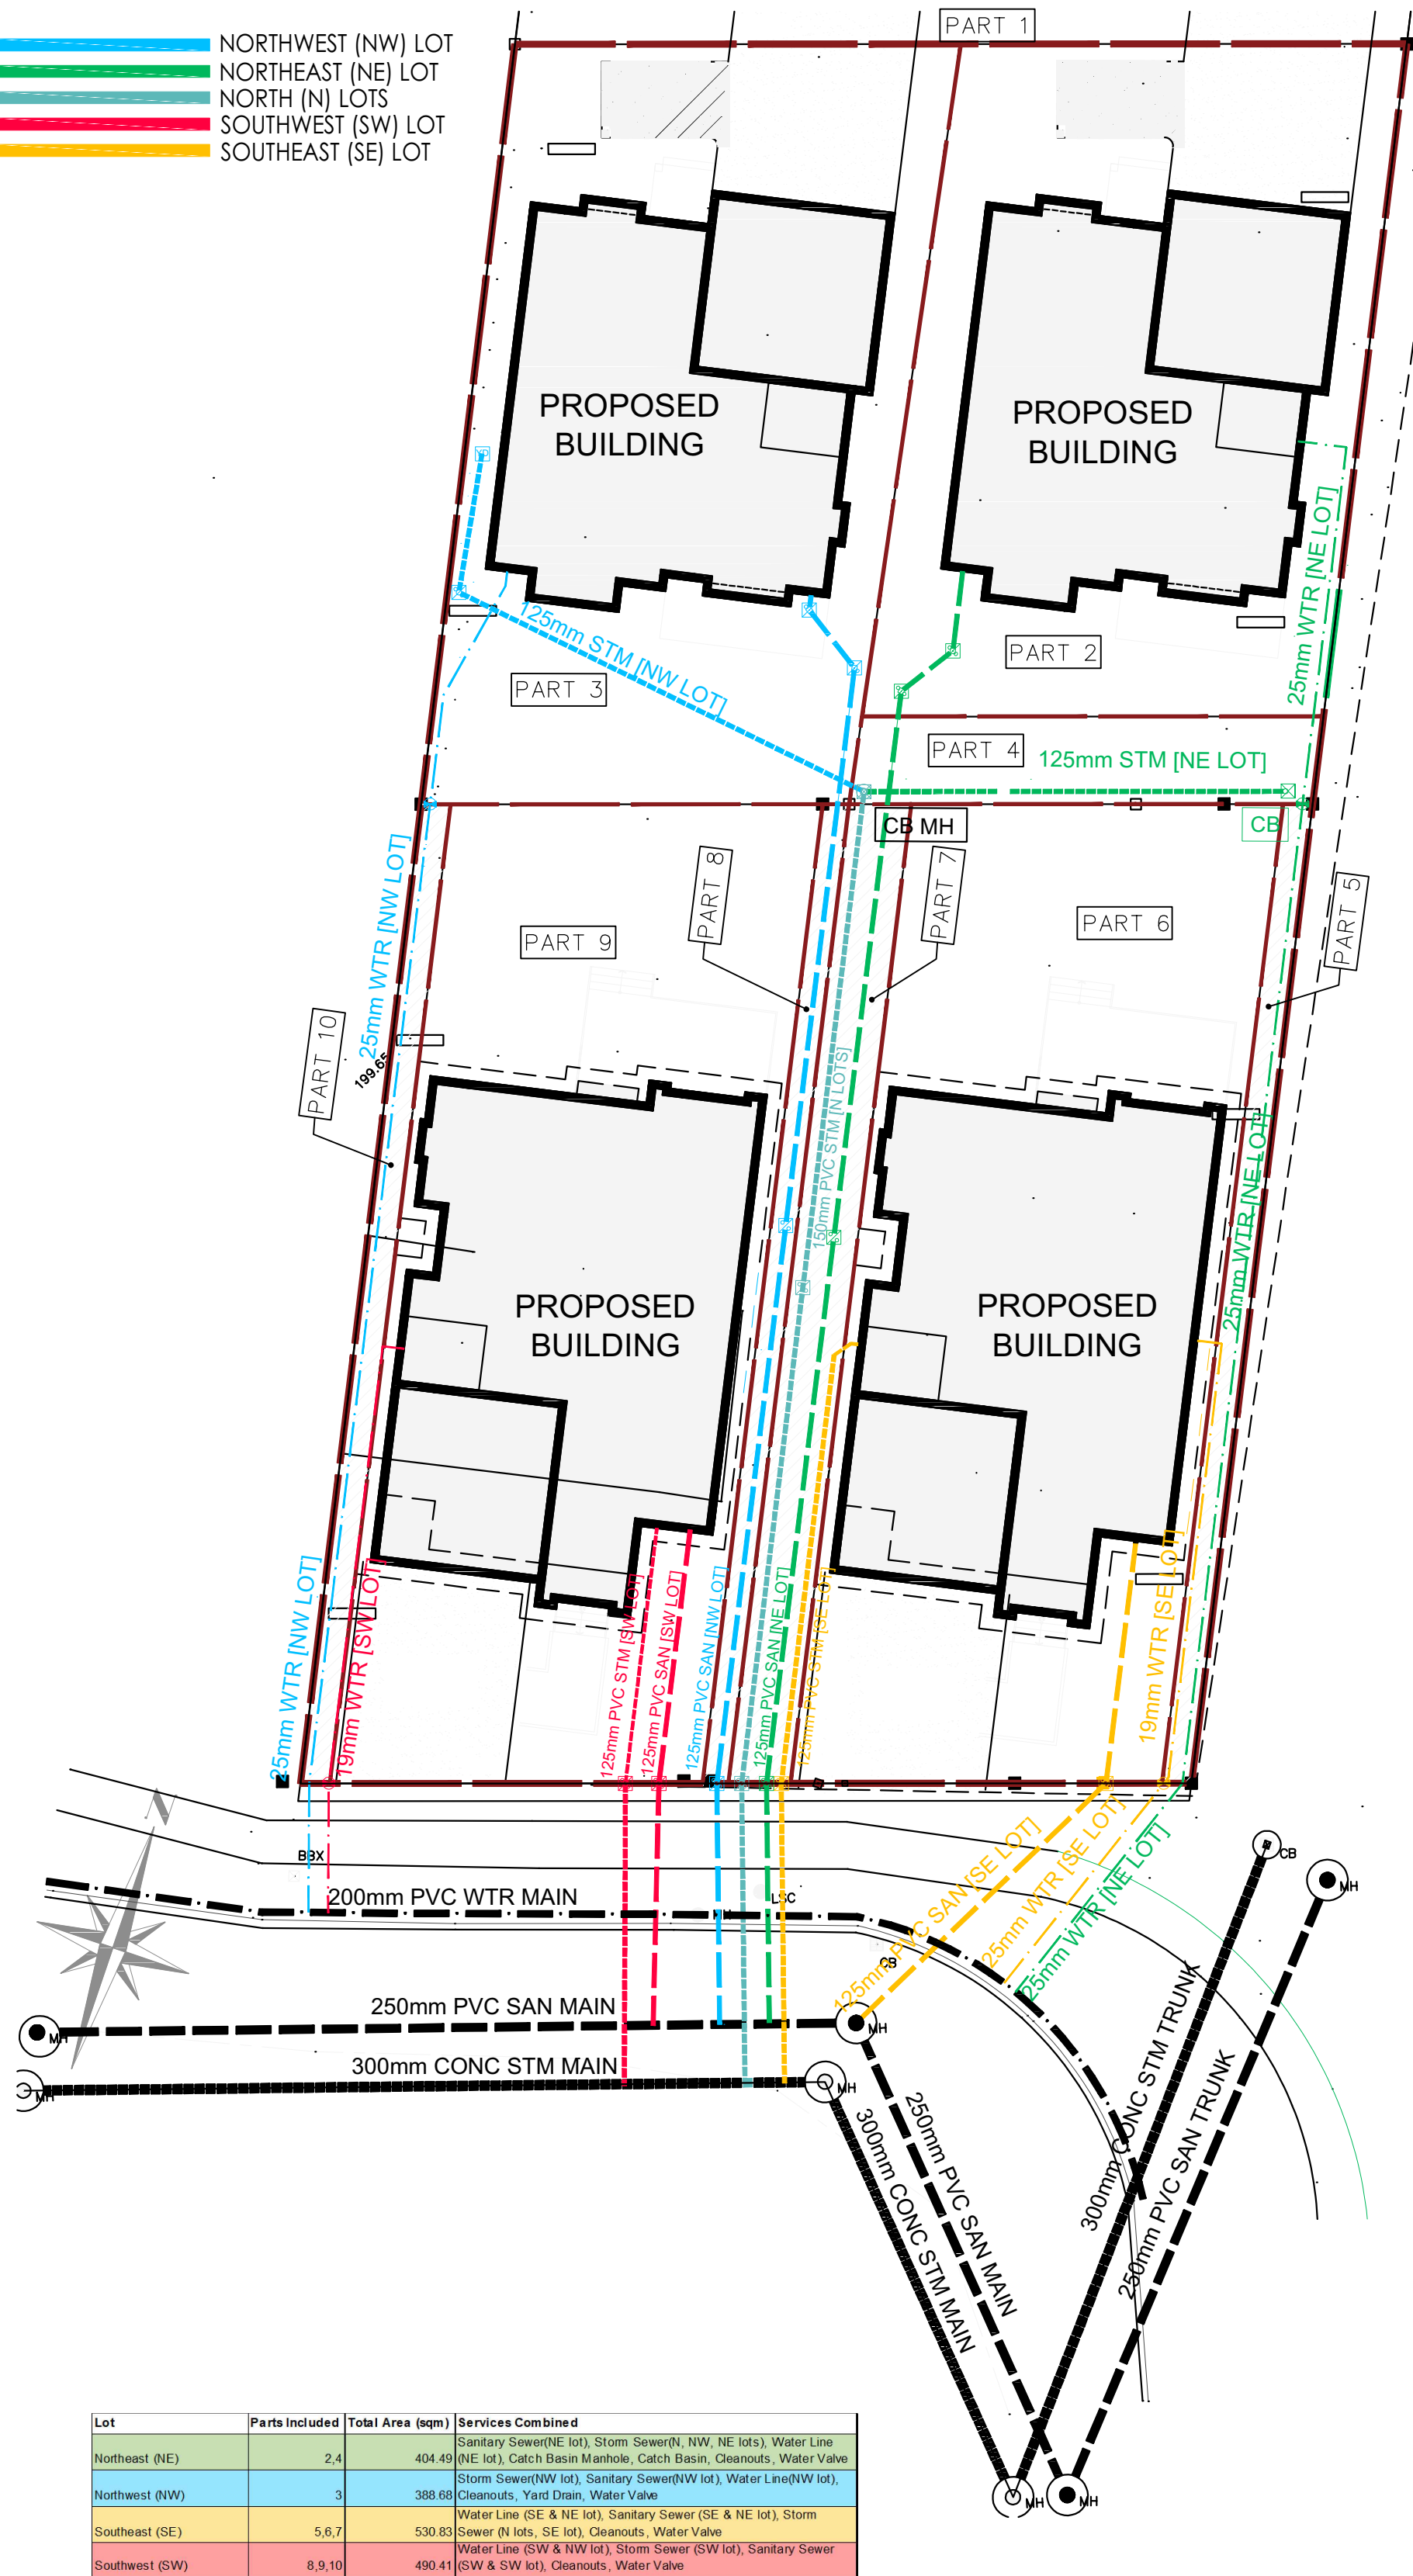 PART 1
NORTHWEST (NW) LOT
NORTHEAST (NE) LOT
NORTH (N) LOTS
SOUTHWEST (SW) LOT
SOUTHEAST (SE) LOT
PROPOSED
BUILDING
PROPOSED
BUILDING
25mm WTR [NE LOT]
125mm STM [NW LOT]
PART 2
PART 3
PART 4
125mm STM [NE LOT]
CB MH
CB
25mm WTR [NW LOT]
PART 8
PART 7
PART 5
PART 9
PART 6
PART 10
199.65
150mm PVC STM [N LOTS]
25mm WTR [NE LOT]
PROPOSED
BUILDING
PROPOSED
BUILDING
25mm WTR [NW LOT]
19mm WTR [SW LOT]
125mm PVC STM [SW LOT]
125mm PVC SAN [SW LOT]
125mm PVC SAN [NW LOT]
125mm PVC SAN [NE LOT]
125mm PVC STM [SE LOT]
19mm WTR [SE LOT]
N
BBX
200mm PVC WTR MAIN
LSC
CB
125mm PVC SAN [SE LOT]
25mm WTR [SE LOT]
25mm WTR [NE LOT]
CB
MH
250mm PVC SAN MAIN
MH
MH
300mm CONC STM MAIN
MH
MH
250mm PVC SAN MAIN
300mm CONC STM MAIN
300mm CONC STM TRUNK
250mm PVC SAN TRUNK
MH
MH
Lot Parts Included Total Area (sqm) Services Combined
Northeast (NE) 2,4 404.49 Sanitary Sewer(NE lot), Storm Sewer(N, NW, NE lots), Water Line
(NE lot), Catch Basin Manhole, Catch Basin, Cleanouts, Water Valve
Northwest (NW) 3 388.68 Storm Sewer(NW lot), Sanitary Sewer(NW lot), Water Line(NW lot),
Cleanouts, Yard Drain, Water Valve
Southeast (SE) 5,6,7 530.83 Water Line (SE & NE lot), Sanitary Sewer (SE & NE lot), Storm
Sewer (N lots, SE lot), Cleanouts, Water Valve
Southwest (SW) 8,9,10 490.41 Water Line (SW & NW lot), Storm Sewer (SW lot), Sanitary Sewer
(SW & SW lot), Cleanouts, Water Valve